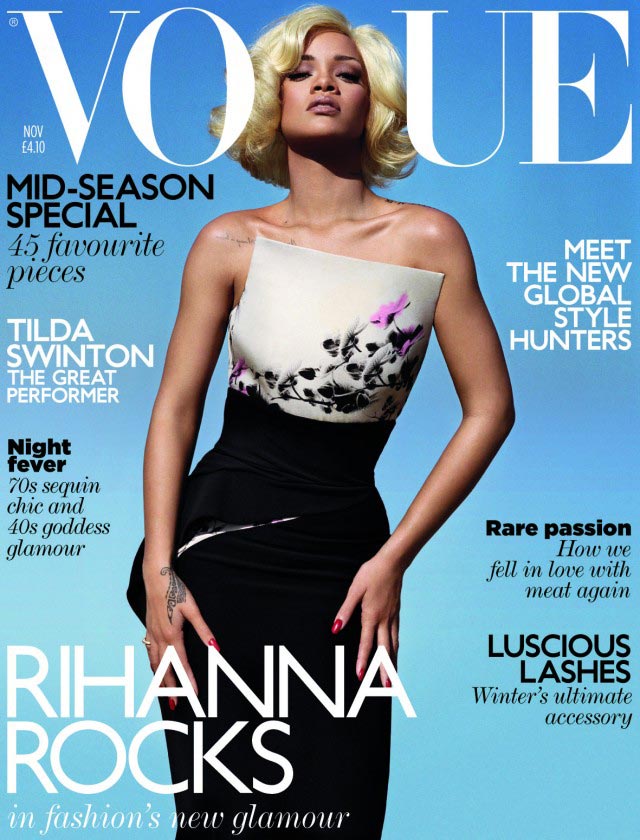 VOGUE
®
NOV
£4.10
MID-SEASON
SPECIAL
45 favourite
pieces
TILDA
SWINTON
THE GREAT
PERFORMER
Night
fever
70s sequin
chic and
40s goddess
glamour
MEET
THE NEW
GLOBAL
STYLE
HUNTERS
Rare passion
How we
fell in love with
meat again
LUSCIOUS
LASHES
Winter's ultimate
accessory
RIHANNA
ROCKS
in fashion's new glamour